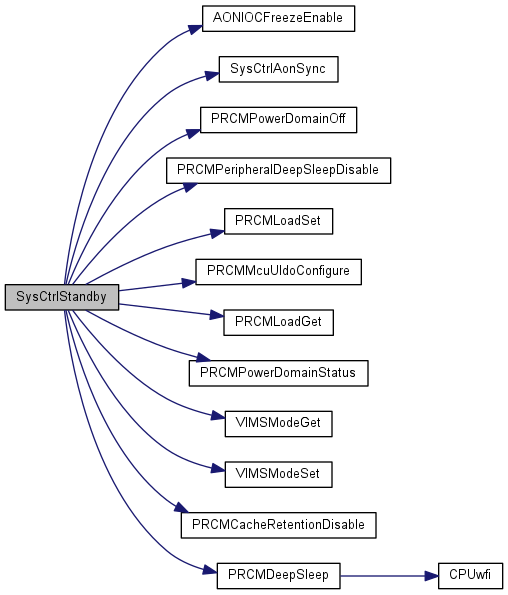 AONIOCFreezeEnable
SysCtrlAonSync
PRCMPowerDomainOff
PRCMPeripheralDeepSleepDisable
PRCMLoadSet
PRCMMcuUldoConfigure
SysCtrlStandby
PRCMLoadGet
PRCMPowerDomainStatus
VIMSModeGet
VIMSModeSet
PRCMCacheRetentionDisable
PRCMDeepSleep
CPUwfi